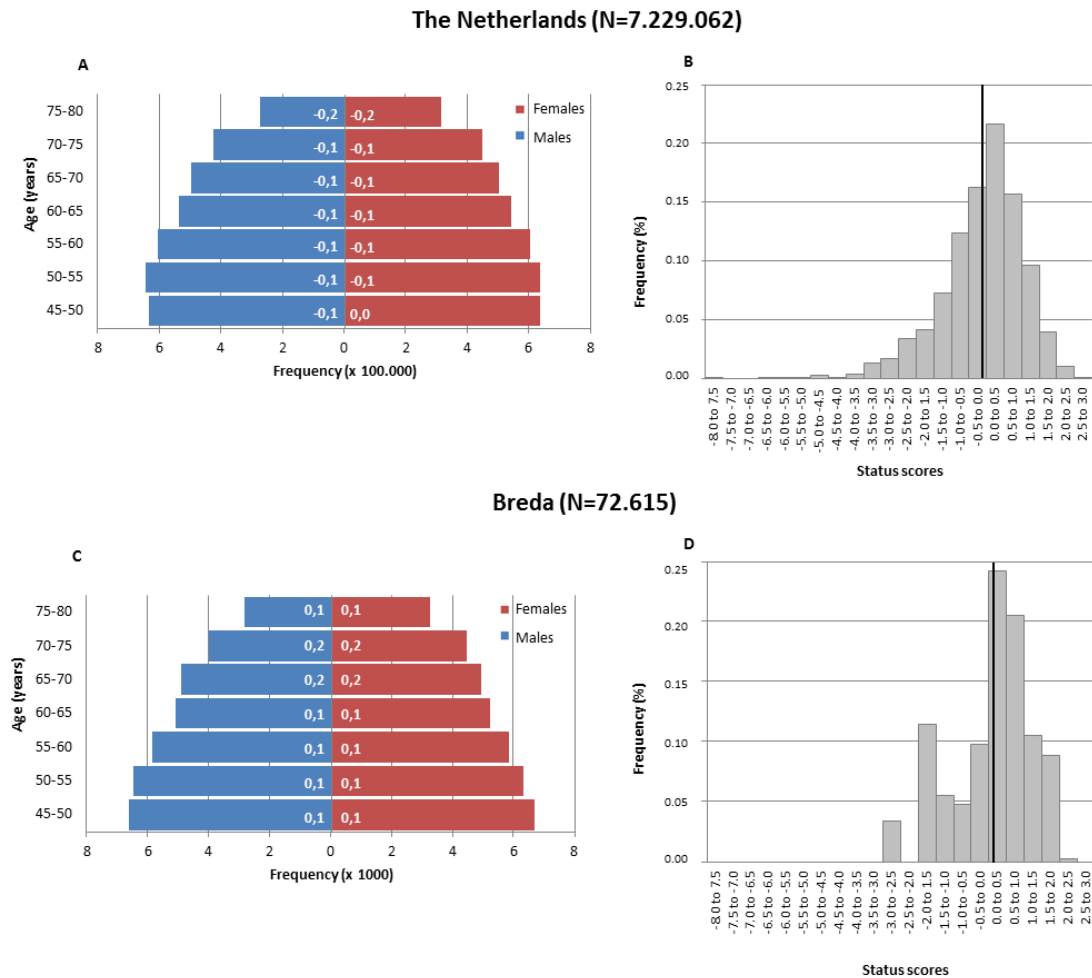 The Netherlands (N=7.229.062)
A
Age (years)
75-80
70-75
65-70
60-65
55-60
50-55
45-50
-0,2 -0,2
-0,1 -0,1
-0,1 -0,1
-0,1 -0,1
-0,1 -0,1
-0,1 -0,1
-0,1 0,0
Females
Males
8 6 4 2 0 2 4 6 8
Frequency (x 100.000)
B
Frequency (%)
0.25
0.20
0.15
0.10
0.05
0.00
-8.0 to 7.5
-7.5 to -7.0
-7.0 to -6.5
-6.5 to -6.0
-6.0 to -5.5
-5.5 to -5.0
-5.0 to -4.5
-4.5 to -4.0
-4.0 to -3.5
-3.5 to -3.0
-3.0 to -2.5
-2.5 to -2.0
-2.0 to 1.5
-1.5 to -1.0
-1.0 to -0.5
-0.5 to 0.0
0.0 to 0.5
0.5 to 1.0
1.0 to 1.5
1.5 to 2.0
2.0 to 2.5
2.5 to 3.0
Status scores
Breda (N=72.615)
C
Age (years)
75-80
70-75
65-70
60-65
55-60
50-55
45-50
0,1 0,1
0,2 0,2
0,2 0,2
0,1 0,1
0,1 0,1
0,1 0,1
0,1 0,1
Females
Males
8 6 4 2 0 2 4 6 8
Frequency (x 1000)
D
Frequency (%)
0.25
0.20
0.15
0.10
0.05
0.00
-8.0 to 7.5
-7.5 to -7.0
-7.0 to -6.5
-6.5 to -6.0
-6.0 to -5.5
-5.5 to -5.0
-5.0 to -4.5
-4.5 to -4.0
-4.0 to -3.5
-3.5 to -3.0
-3.0 to -2.5
-2.5 to -2.0
-2.0 to 1.5
-1.5 to -1.0
-1.0 to -0.5
-0.5 to 0.0
0.0 to 0.5
0.5 to 1.0
1.0 to 1.5
1.5 to 2.0
2.0 to 2.5
2.5 to 3.0
Status scores